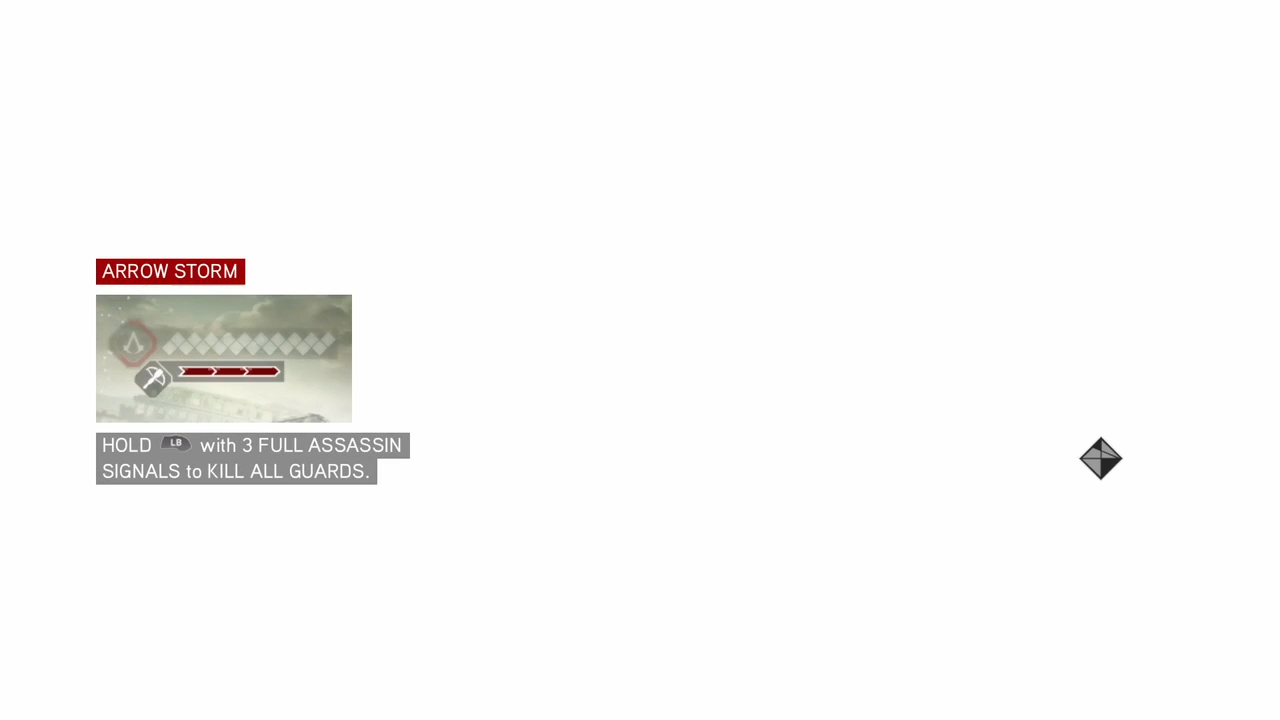 ARROW STORM
HOLD LB with 3 FULL ASSASSIN
SIGNALS to KILL ALL GUARDS.